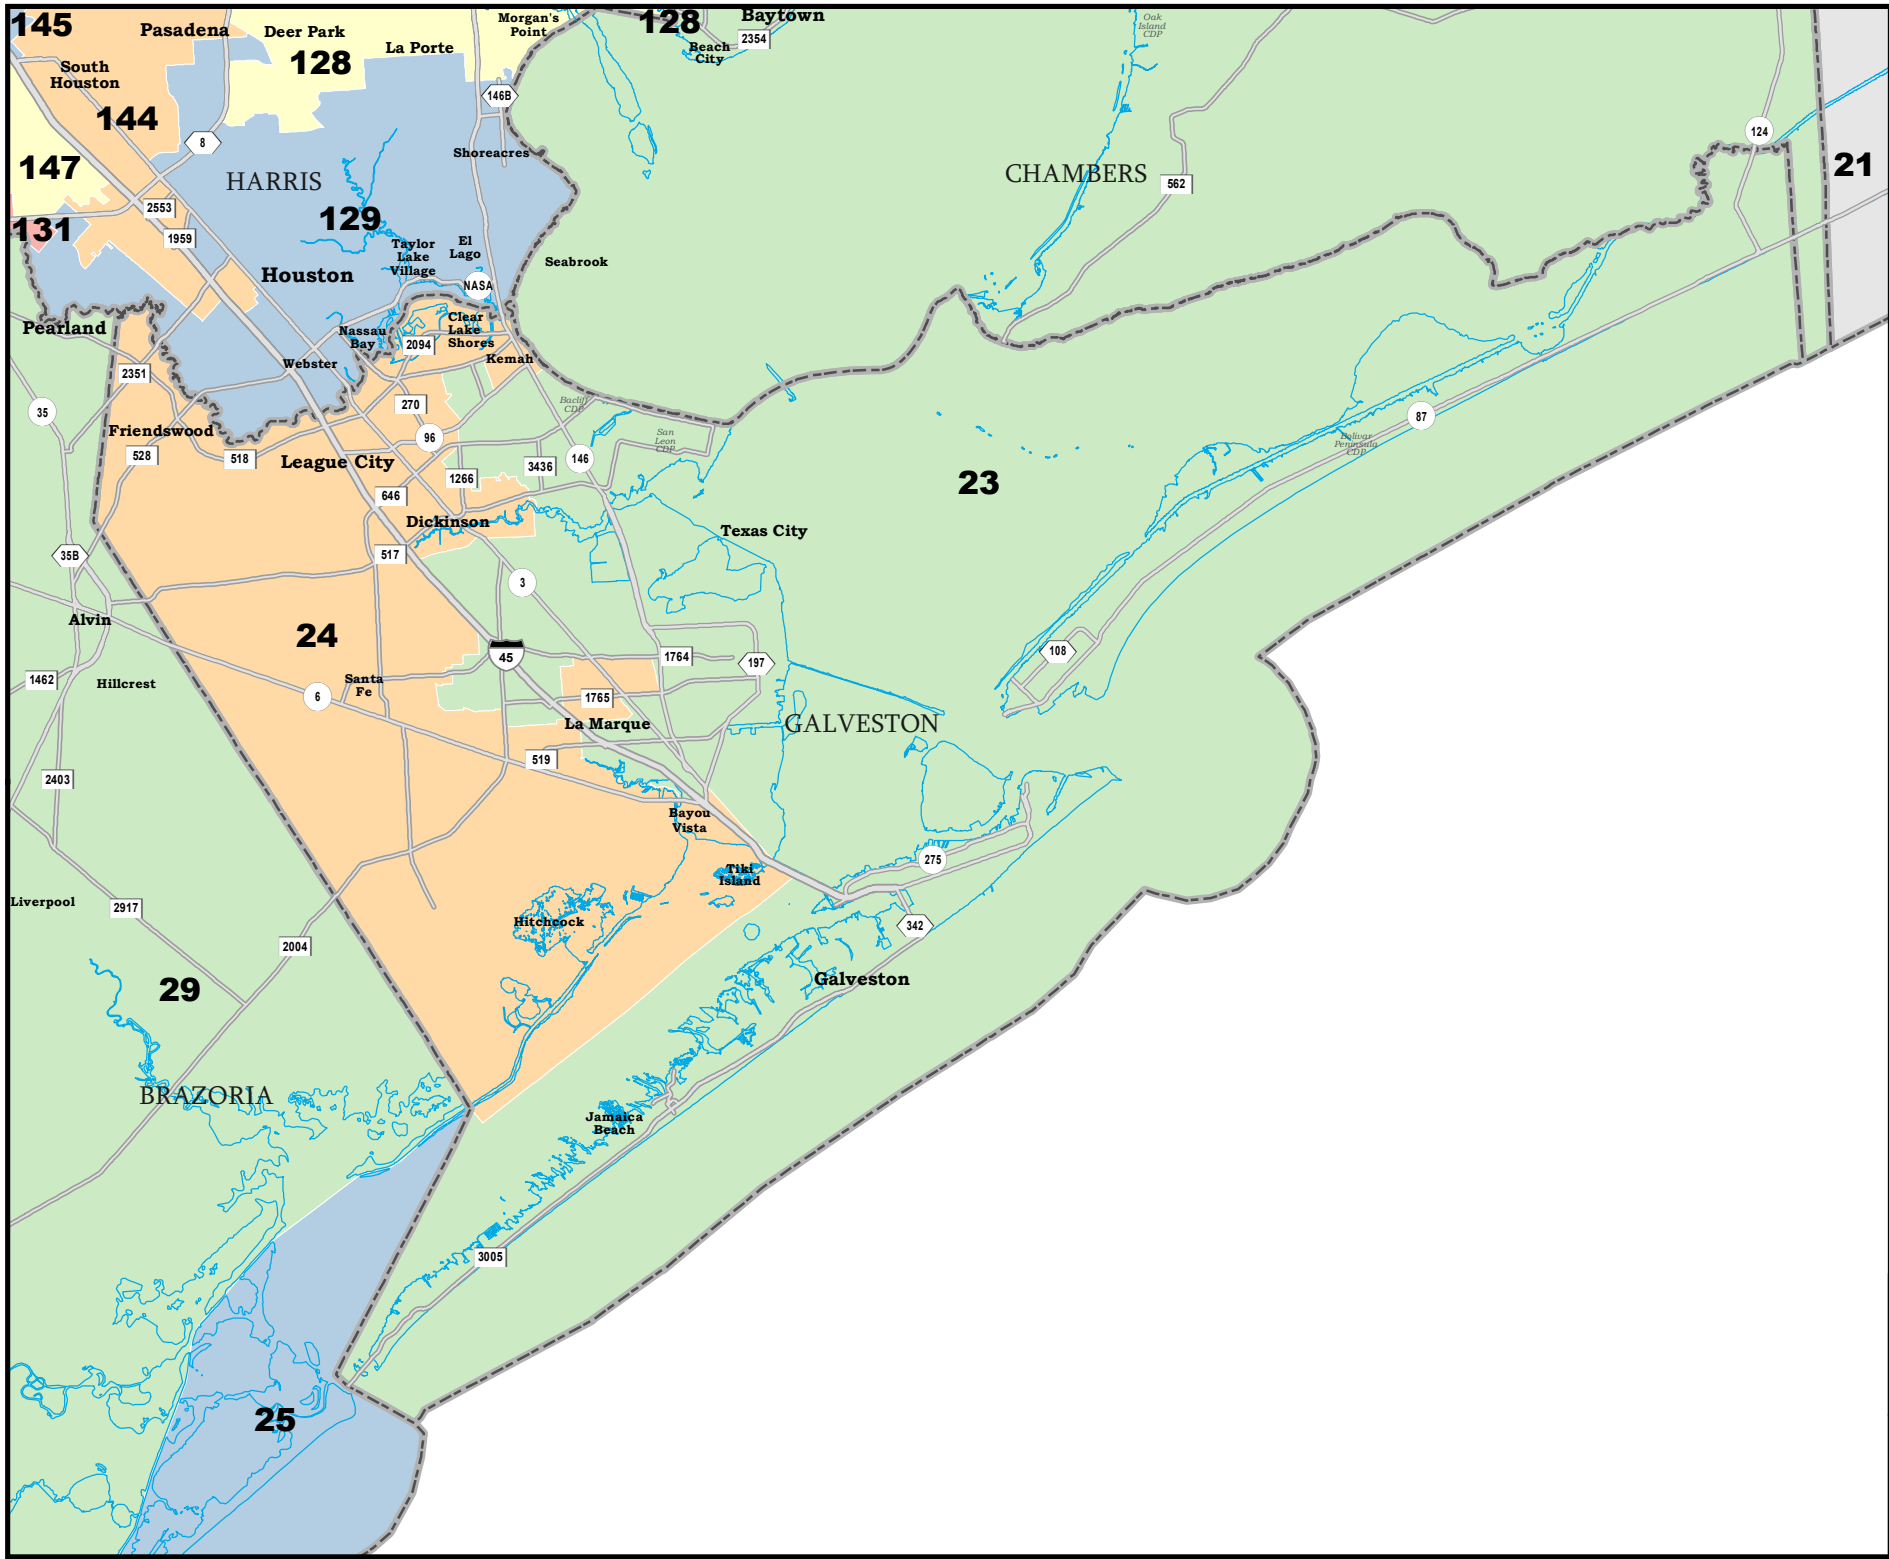 145
Pasadena
Deer Park
128
La Porte
Morgan's
Point
128
Baytown
2354
Beach
City
Oak
Island
CDP
South
Houston
144
8
146B
Shoreacres
147
HARRIS
CHAMBERS
562
124
21
2553
129
131
1959
Taylor
Lake
Village
El
Lago
Seabrook
Houston
NASA
Pearland
Nassau
Bay
Clear
Lake
Shores
2094
Kemah
Webster
2351
35
270
Bacliff
CDP
Friendswood
96
San
Leon
CDP
87
Bolivar
Peninsula
CDP
528
518
League City
3436
146
1266
23
646
Dickinson
Texas City
35B
517
3
Alvin
24
108
45
1764
197
1462
Hillcrest
Santa
Fe
6
1765
La Marque
GALVESTON
519
2403
Bayou
Vista
275
Tiki
Island
Liverpool
2917
Hitchcock
342
2004
Galveston
29
BRAZORIA
Jamaica
Beach
3005
25